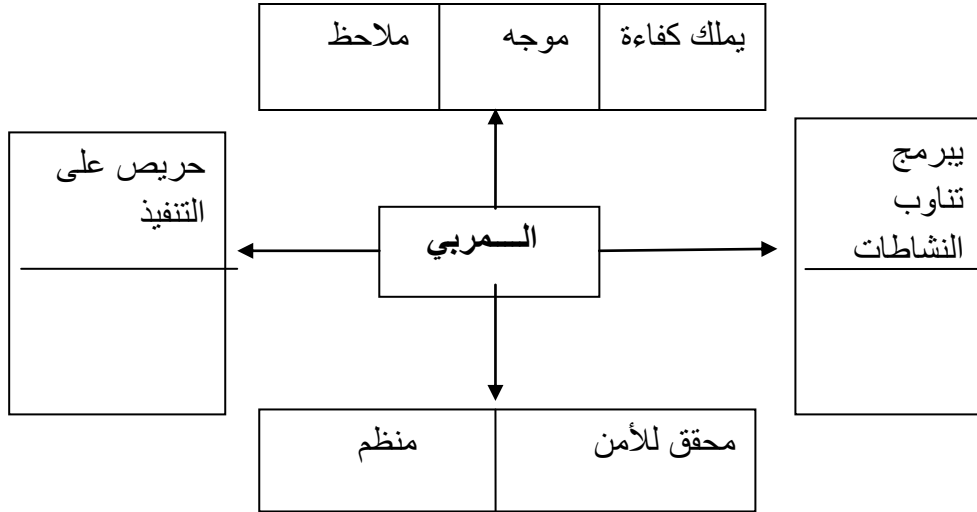 يملك كفاءة
موجه
ملاحظ
يبرمج
تناوب
النشاطات
المربي
حريص على
التنفيذ
محقق للأمن
منظم